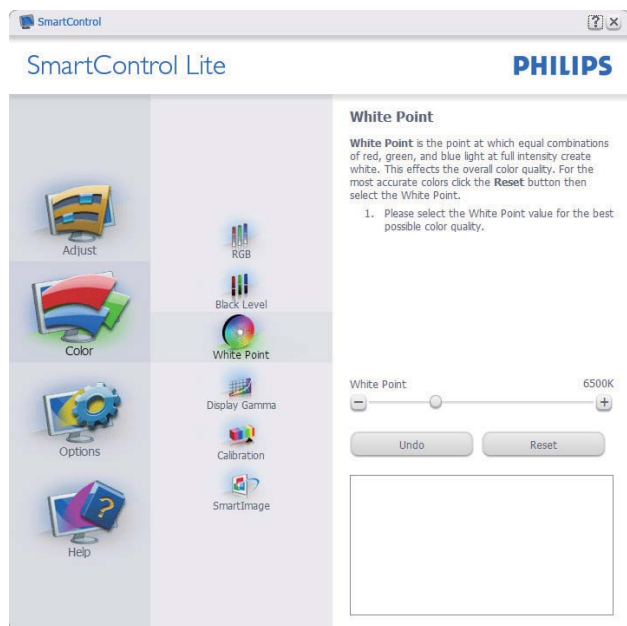 SmartControl
SmartControl Lite
PHILIPS
Adjust
Color
Options
Help
RGB
Black Level
White Point
Display Gamma
Calibration
SmartImage
White Point
White Point is the point at which equal combinations
of red, green, and blue light at full intensity create
white. This effects the overall color quality. For the
most accurate colors click the Reset button then
select the White Point.
1. Please select the White Point value for the best
possible color quality.
White Point 6500K
Undo Reset